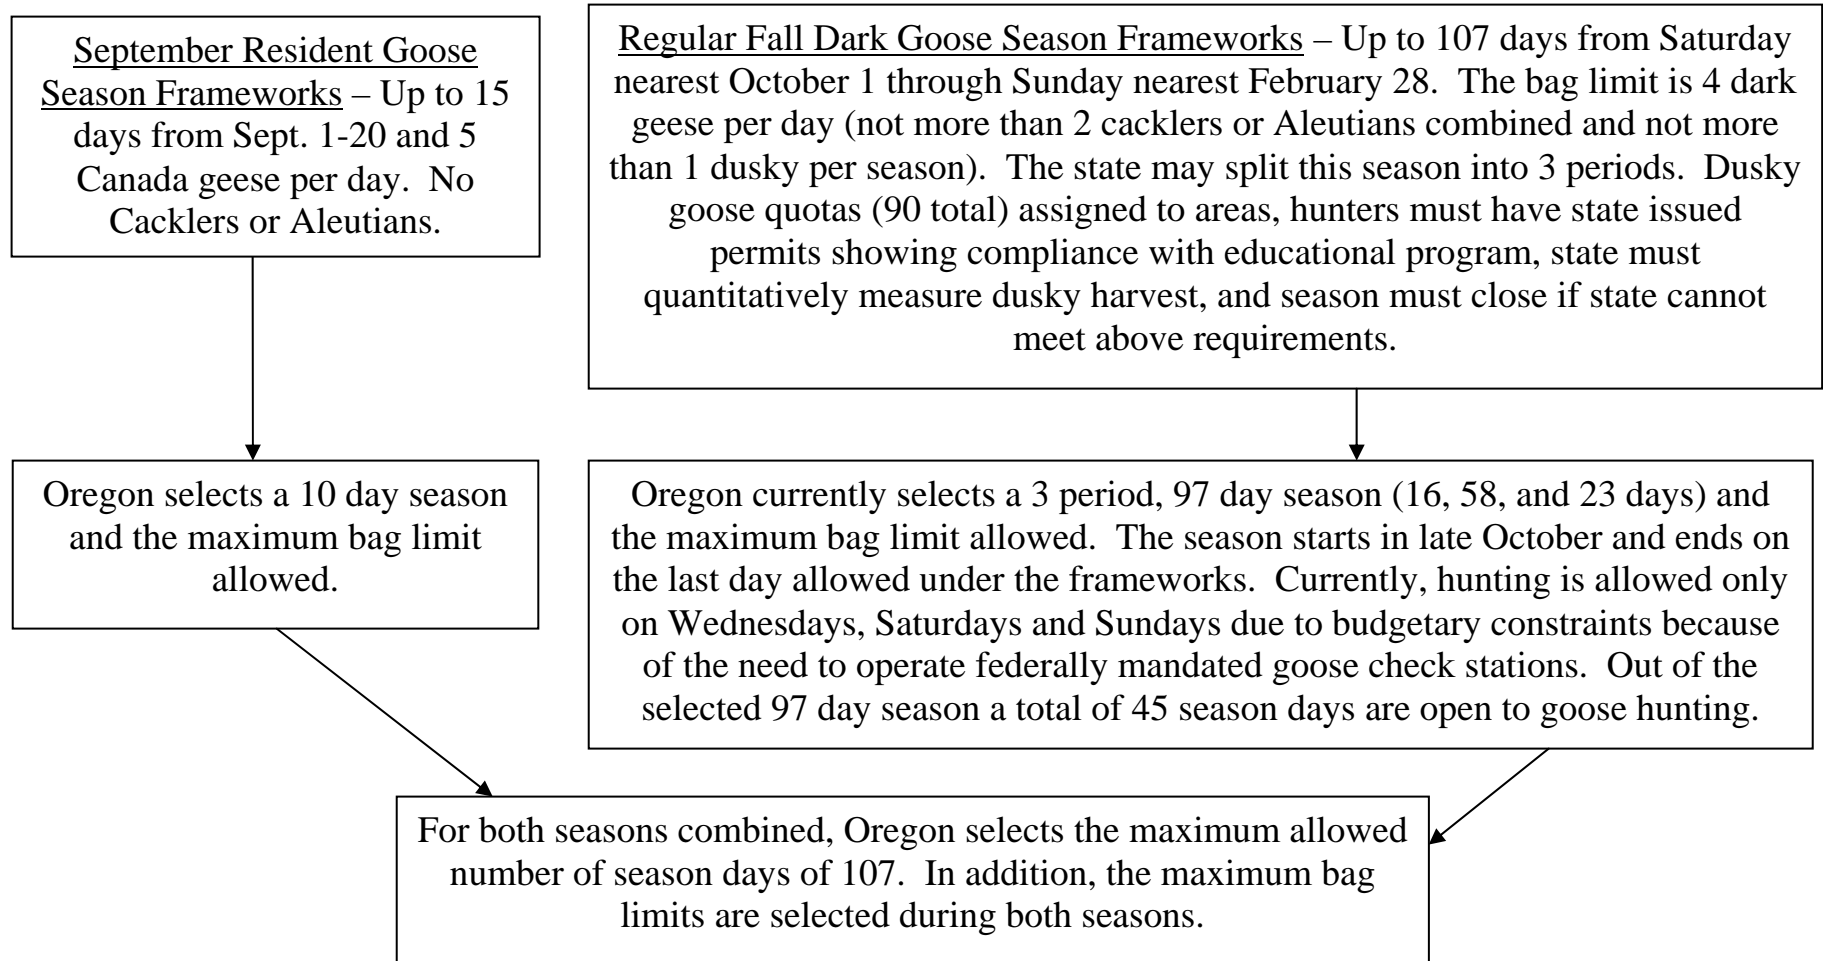 September Resident Goose
Season Frameworks – Up to 15
days from Sept. 1-20 and 5
Canada geese per day.  No
Cacklers or Aleutians.
Regular Fall Dark Goose Season Frameworks – Up to 107 days from Saturday
nearest October 1 through Sunday nearest February 28.  The bag limit is 4 dark
geese per day (not more than 2 cacklers or Aleutians combined and not more
than 1 dusky per season).  The state may split this season into 3 periods.  Dusky
goose quotas (90 total) assigned to areas, hunters must have state issued
permits showing compliance with educational program, state must
quantitatively measure dusky harvest, and season must close if state cannot
meet above requirements.
Oregon selects a 10 day season
and the maximum bag limit
allowed.
Oregon currently selects a 3 period, 97 day season (16, 58, and 23 days) and
the maximum bag limit allowed.  The season starts in late October and ends on
the last day allowed under the frameworks.  Currently, hunting is allowed only
on Wednesdays, Saturdays and Sundays due to budgetary constraints because
of the need to operate federally mandated goose check stations.  Out of the
selected 97 day season a total of 45 season days are open to goose hunting.
For both seasons combined, Oregon selects the maximum allowed
number of season days of 107.  In addition, the maximum bag
limits are selected during both seasons.